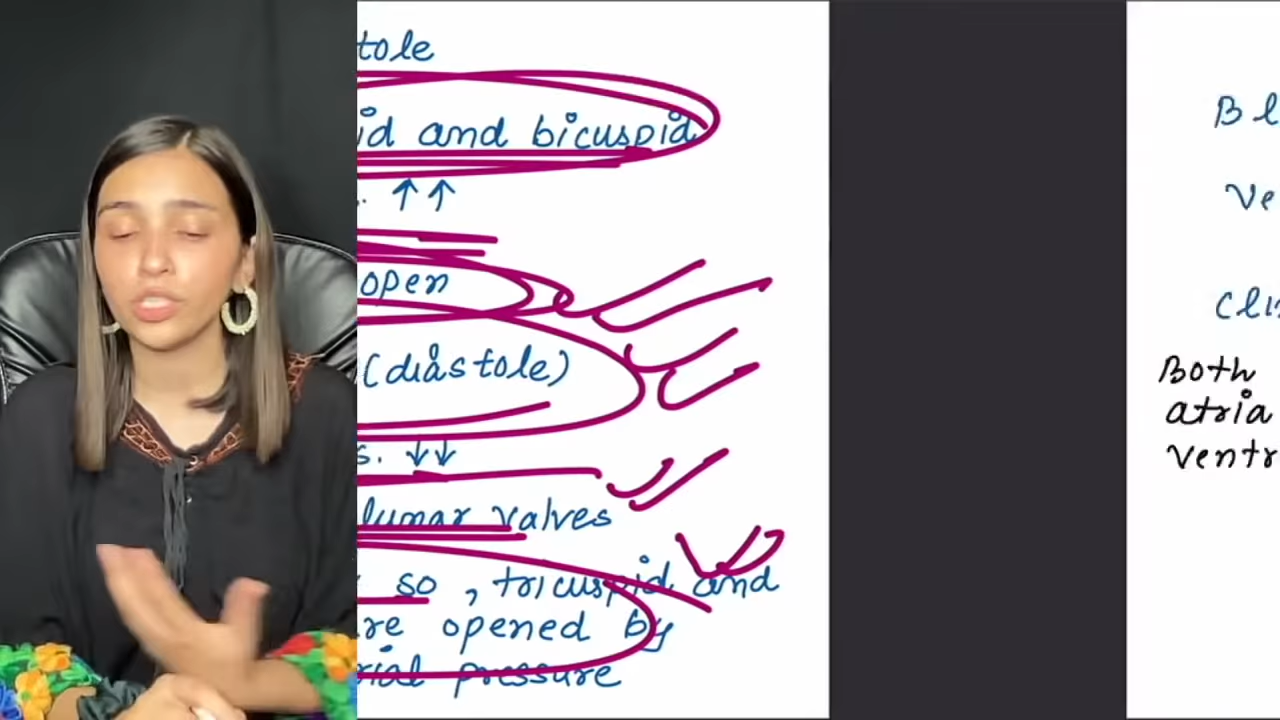 tole
id and bicuspid
. ↑↑
open
(diastole)
s. ↓↓
lunar valves
so, tricuspid and
re opened by
rial pressure
Bl
Ve
Cli
Both
atria
ventr